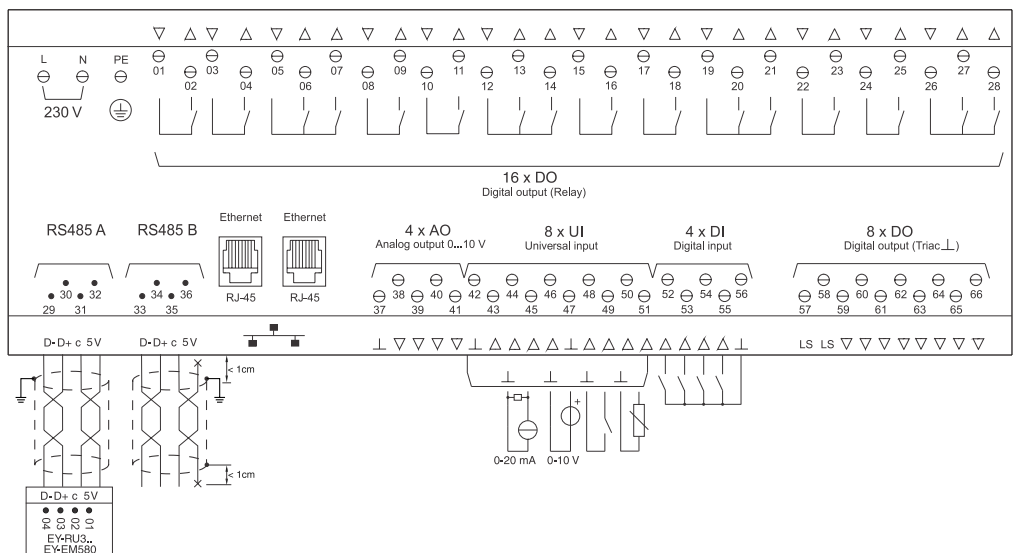 L N PE
230 V
01 02 03 04 05 06 07 08 09 10 11 12 13 14 15 16 17 18 19 20 21 22 23 24 25 26 27 28
16 x DO
Digital output (Relay)
RS485 A
RS485 B
Ethernet
Ethernet
RJ-45
RJ-45
4 x AO
Analog output 0...10 V
8 x UI
Universal input
4 x DI
Digital input
8 x DO
Digital output (Triac⊥)
29 30 31 32
33 34 35 36
37 38 39 40 41 42 43 44 45 46 47 48 49 50 51 52 53 54 55 56
57 58 59 60 61 62 63 64 65 66
D- D+ c 5V
D- D+ c 5V
LS LS
< 1cm
< 1cm
+
0-20 mA
0-10 V
D- D+ c 5V
04 03 02 01
EY-RU3..
EY-EM580